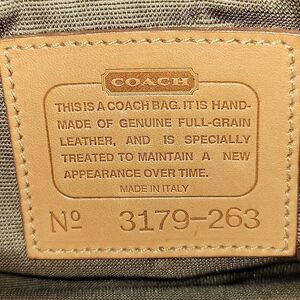 COACH
THIS IS A COACH BAG. IT IS HAND-
MADE OF GENUINE FULL-GRAIN
LEATHER, AND IS SPECIALLY
TREATED TO MAINTAIN A NEW
APPEARANCE OVER TIME.
MADE IN ITALY
Nº 3179-263